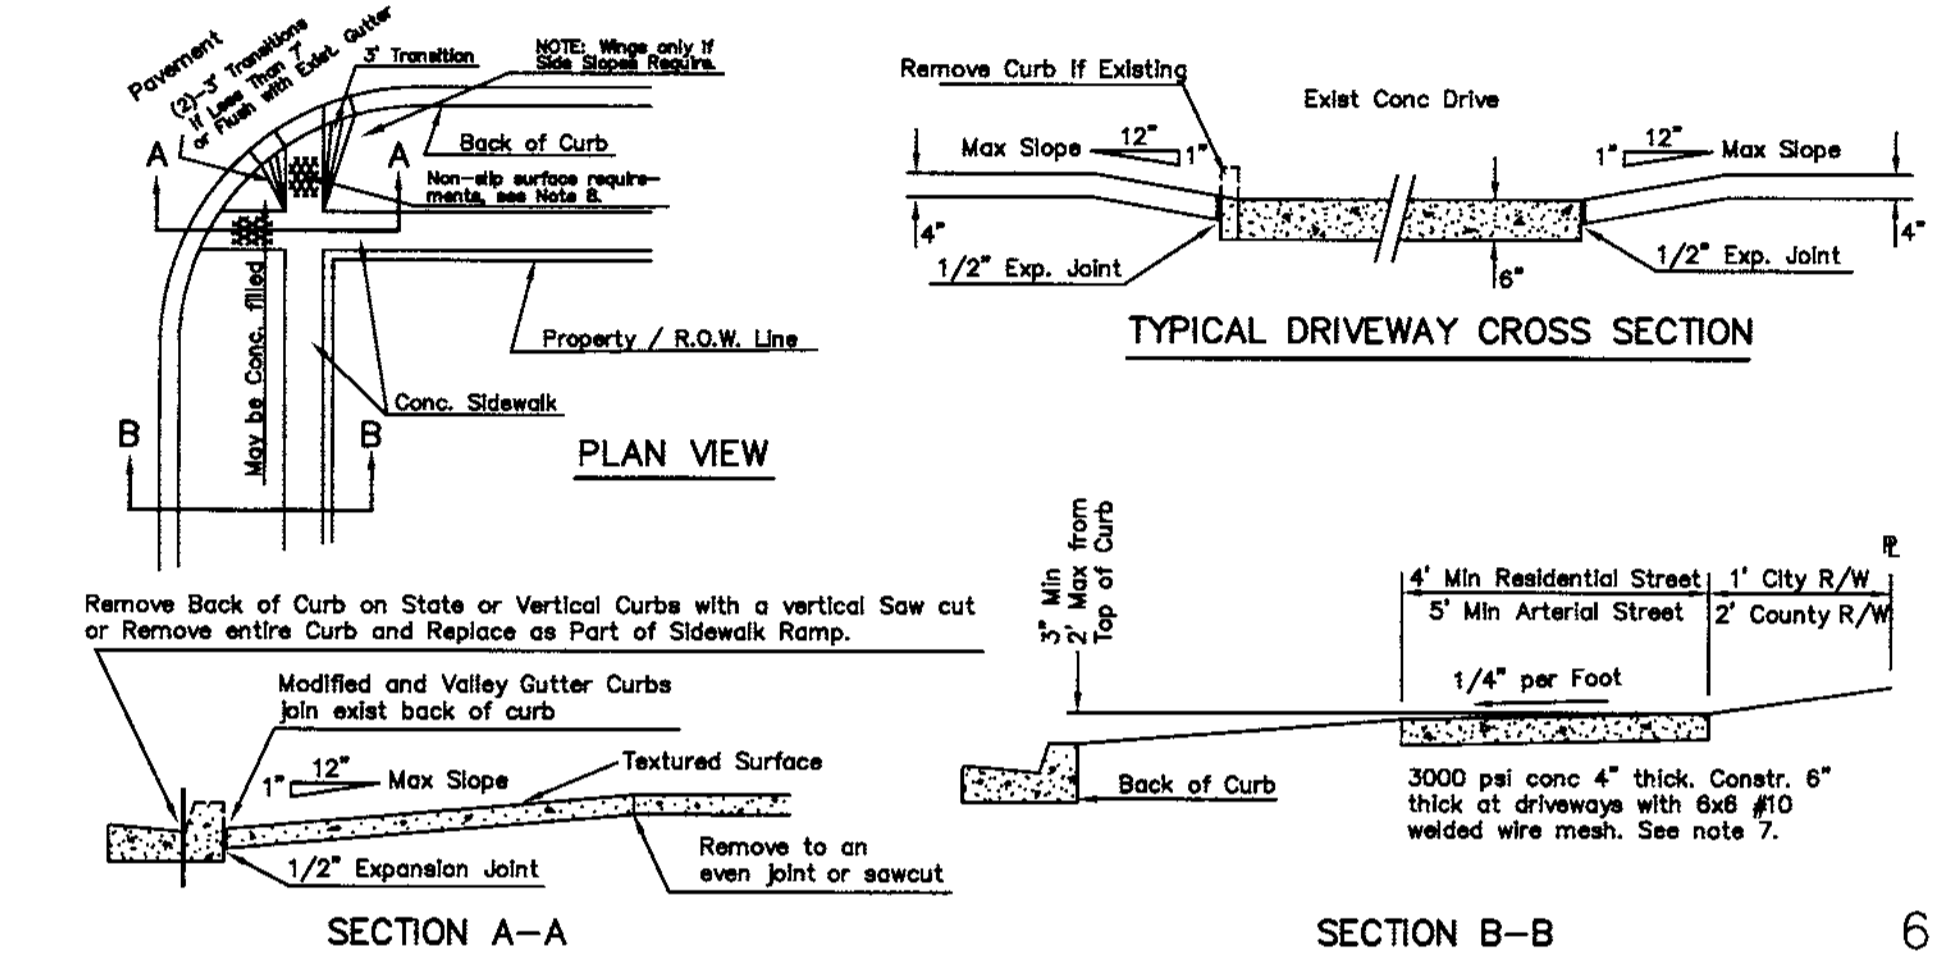 Pavement
(2)-3' Transitions
If Less Than 7'
or Flush with Exist. Gutter
3' Transition
NOTE: Wings only if
Side Slopes Require.
A
A
Back of Curb
Non-slip surface require-
ments, see Note 8.
May be Conc. filled
Property / R.O.W. Line
Conc. Sidewalk
B
B
PLAN VIEW
Remove Curb if Existing
Exist Conc Drive
Max Slope
12"
1"
12"
1"
Max Slope
4"
4"
1/2" Exp. Joint
6"
1/2" Exp. Joint
TYPICAL DRIVEWAY CROSS SECTION
Remove Back of Curb on State or Vertical Curbs with a vertical Saw cut
or Remove entire Curb and Replace as Part of Sidewalk Ramp.
Modified and Valley Gutter Curbs
join exist back of curb
12"
1"
Max Slope
Textured Surface
1/2" Expansion Joint
Remove to an
even joint or sawcut
SECTION A-A
3" Min
2' Max from
Top of Curb
PL
4' Min Residential Street
1' City R/W
5' Min Arterial Street
2' County R/W
1/4" per Foot
Back of Curb
3000 psi conc 4" thick. Constr. 6"
thick at driveways with 6x6 #10
welded wire mesh. See note 7.
SECTION B-B
6